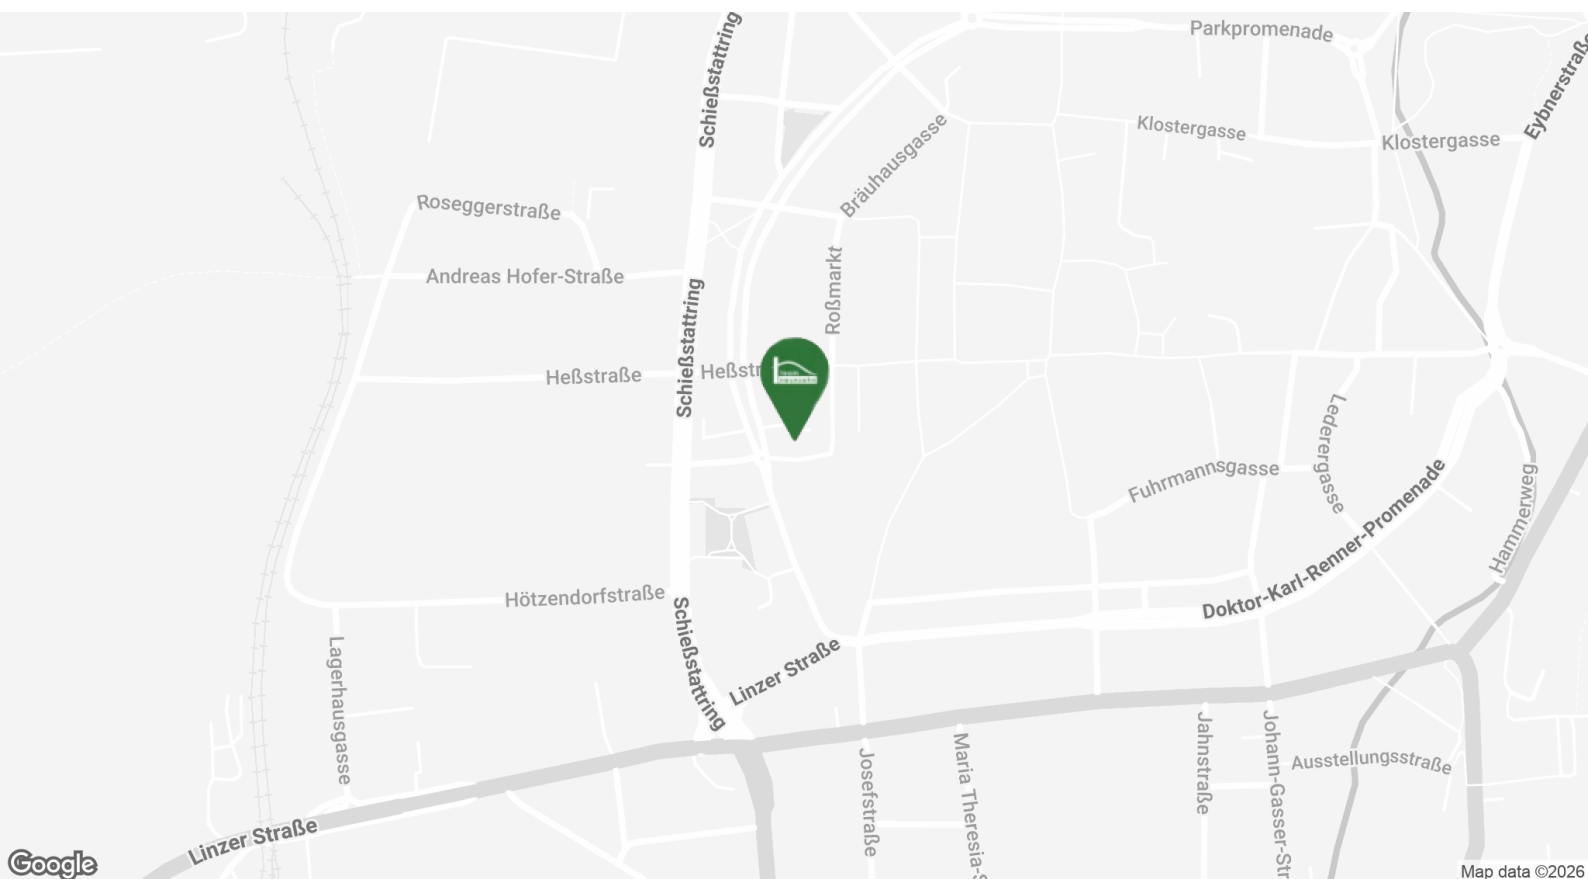 Schießstattring
Parkpromenade
Eybnerstraße
Klostergasse
Klostergasse
Bräuhausgasse
Roseggerstraße
Andreas Hofer-Straße
Roßmarkt
Schießstattring
Heßstraße
Heßstr
Lederergasse
Fuhrmannsgasse
Hammerweg
Doktor-Karl-Renner-Promenade
Hötzendorfstraße
Schießstattring
Lagerhausgasse
Linzer Straße
Josefstraße
Maria Theresia-S
Jahnstraße
Johann-Gasser-Str
Ausstellungsstraße
Linzer Straße
Google
Map data ©2026